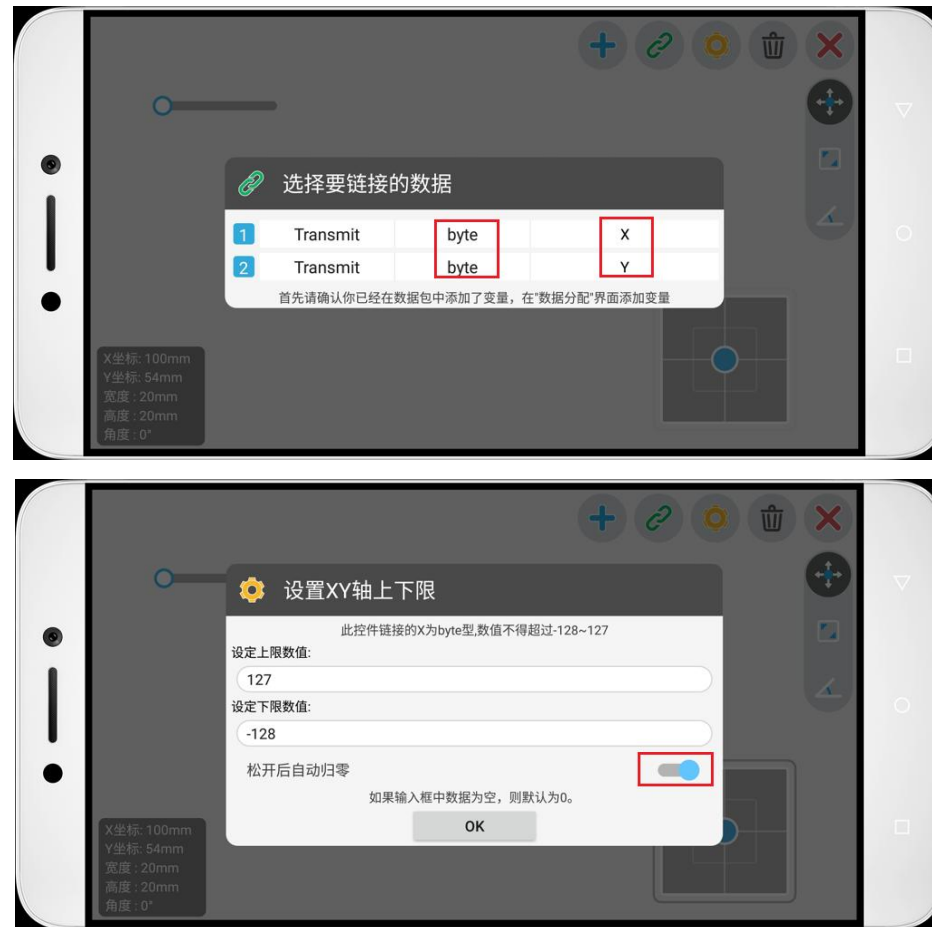 选择要链接的数据
1 Transmit byte X
2 Transmit byte Y
首先请确认你已经在数据包中添加了变量，在"数据分配"界面添加变量
X坐标: 100mm
Y坐标: 54mm
宽度 : 20mm
高度 : 20mm
角度 : 0°
设置XY轴上下限
此控件链接的X为byte型,数值不得超过-128~127
设定上限数值:
127
设定下限数值:
-128
松开后自动归零
如果输入框中数据为空，则默认为0。
OK
X坐标: 100mm
Y坐标: 54mm
宽度 : 20mm
高度 : 20mm
角度 : 0°